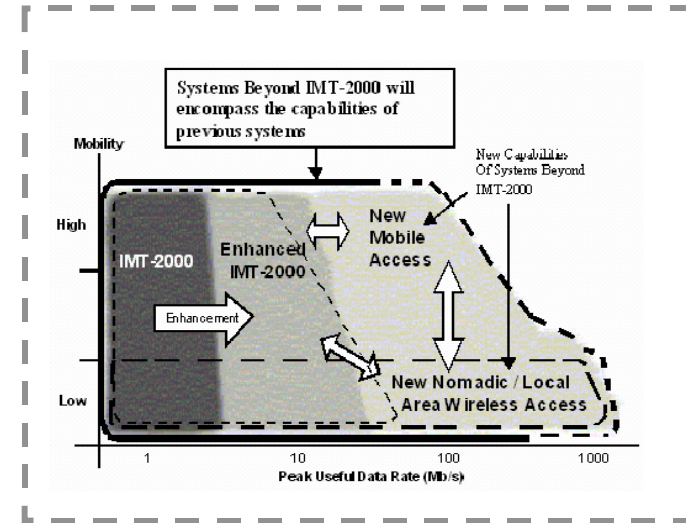 Systems Beyond IMT-2000 will
encompass the capabilities of
previous systems
Mobility
New Capabilities
Of Systems Beyond
IMT-2000
High
New
Mobile
Access
IMT-2000
Enhanced
IMT-2000
Enhancement
Low
New Nomadic / Local
Area Wireless Access
1
10
100
1000
Peak Useful Data Rate (Mb/s)